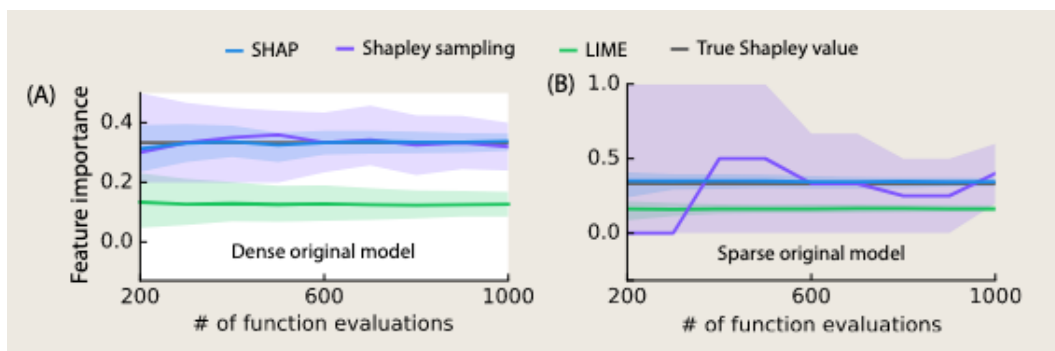 SHAP Shapley sampling LIME True Shapley value
(A)
Feature importance
0.4
0.2
0.0
Dense original model
200 600 1000
# of function evaluations
(B)
1.0
0.5
0.0
Sparse original model
200 600 1000
# of function evaluations